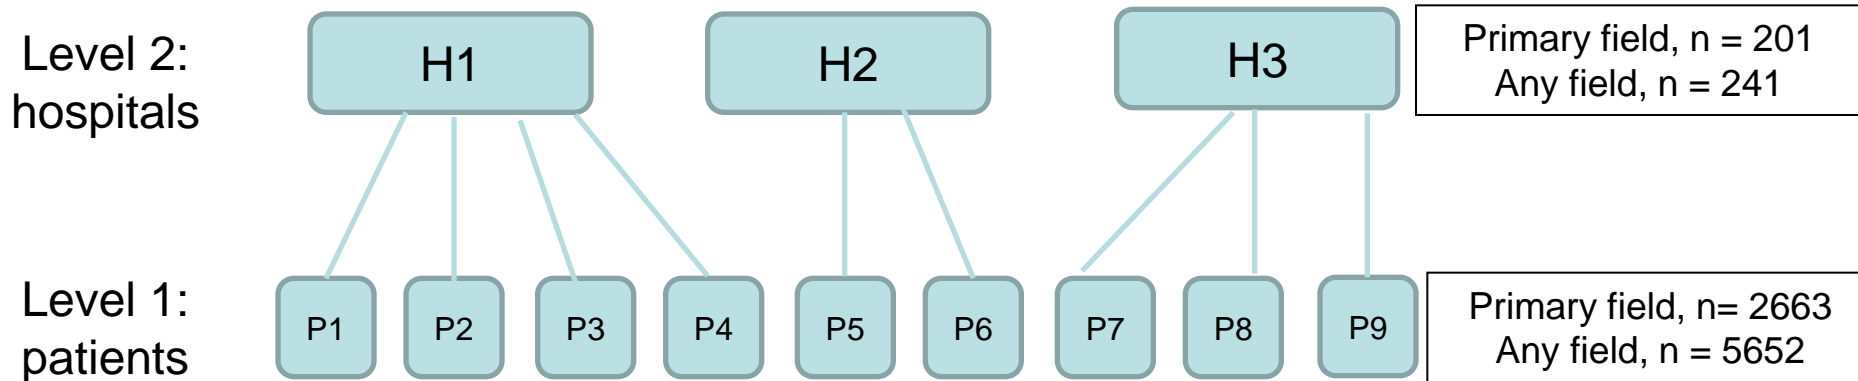 Level 2:
hospitals
H1
H2
H3
Primary field, n = 201
Any field, n = 241
Level 1:
patients
P1
P2
P3
P4
P5
P6
P7
P8
P9
Primary field, n= 2663
Any field, n = 5652